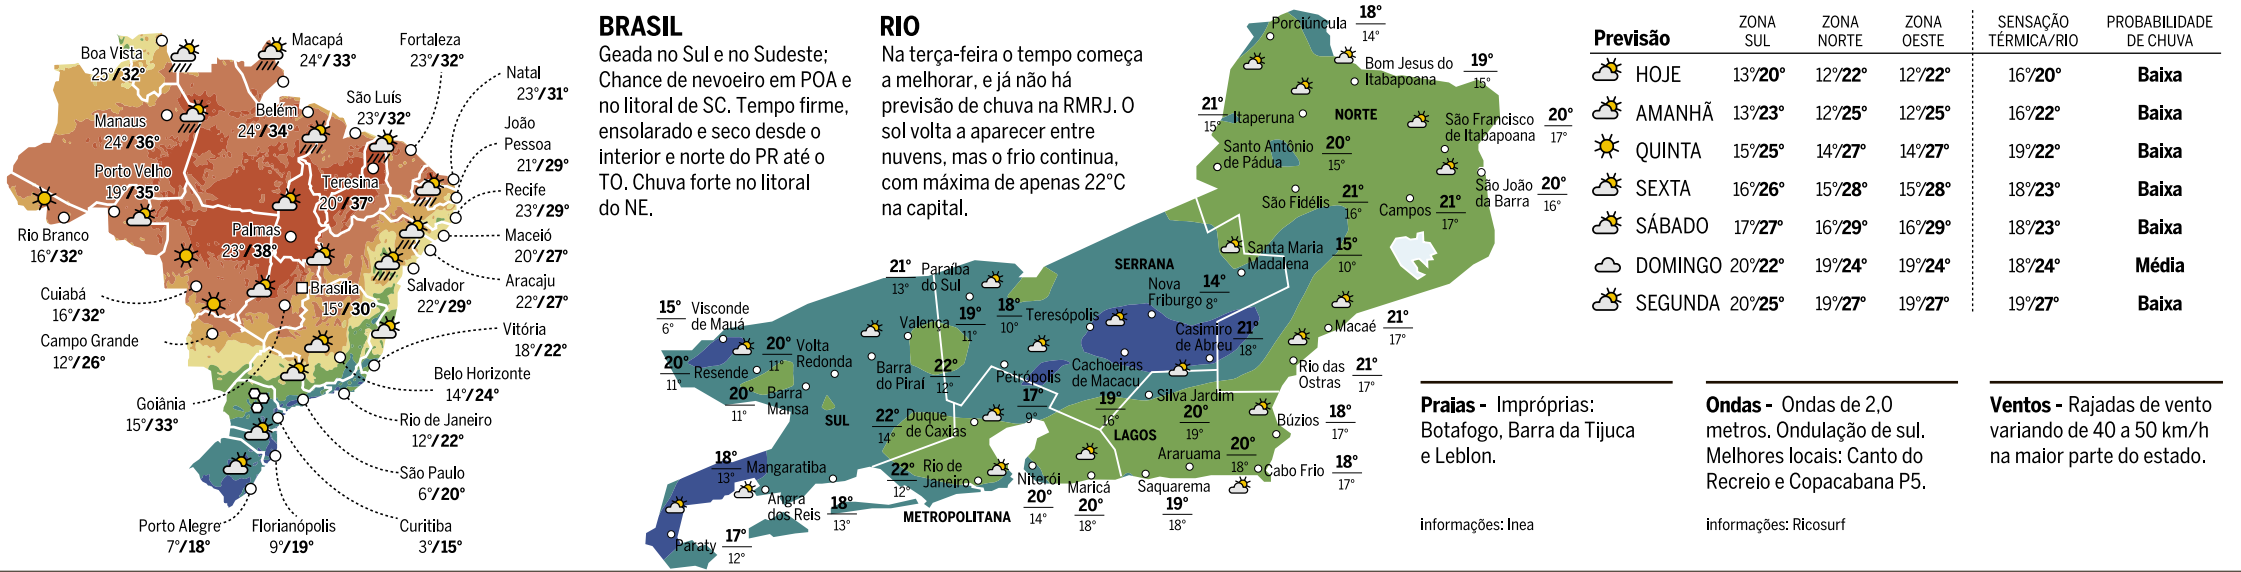 Boa Vista
25°/32°
Macapá
24°/33°
Fortaleza
23°/32°
Natal
23°/31°
São Luís
23°/32°
Belém
24°/34°
Manaus
24°/36°
João
Pessoa
21°/29°
Porto Velho
19°/35°
Teresina
20°/37°
Recife
23°/29°
Rio Branco
16°/32°
Palmas
23°/38°
Maceió
20°/27°
Aracaju
22°/27°
Salvador
22°/29°
Cuiabá
16°/32°
Brasília
15°/30°
Vitória
18°/22°
Campo Grande
12°/26°
Belo Horizonte
14°/24°
Goiânia
15°/33°
Rio de Janeiro
12°/22°
São Paulo
6°/20°
Porto Alegre
7°/18°
Florianópolis
9°/19°
Curitiba
3°/15°
BRASIL
Geada no Sul e no Sudeste;
Chance de nevoeiro em POA e
no litoral de SC. Tempo firme,
ensolarado e seco desde o
interior e norte do PR até o
TO. Chuva forte no litoral
do NE.
RIO
Na terça-feira o tempo começa
a melhorar, e já não há
previsão de chuva na RMRJ. O
sol volta a aparecer entre
nuvens, mas o frio continua,
com máxima de apenas 22°C
na capital.
Porciúncula 18°
14°
Bom Jesus do
Itabapoana 19°
15°
Itaperuna 21°
15°
NORTE
São Francisco
de Itabapoana 20°
17°
Santo Antônio
de Pádua 20°
15°
São João
da Barra 20°
16°
São Fidélis 21°
16°
Campos 21°
17°
Santa Maria
Madalena 15°
10°
SERRANA
Nova
Friburgo 14°
8°
Paraíba
do Sul 21°
13°
Teresópolis 18°
10°
Visconde
de Mauá 15°
6°
Valença 19°
11°
Casimiro
de Abreu 21°
18°
Macaé 21°
17°
Volta
Redonda 20°
11°
Resende 20°
11°
Barra
do Piraí 22°
12°
Petrópolis 17°
9°
Cachoeiras
de Macacu 19°
16°
Rio das
Ostras 21°
17°
Barra
Mansa 20°
11°
Silva Jardim 20°
19°
SUL
Duque
de Caxias 22°
14°
LAGOS
Búzios 18°
17°
Araruama 20°
18°
Cabo Frio 18°
17°
Mangaratiba 18°
13°
Rio de
Janeiro 22°
12°
Niterói 20°
14°
Maricá 20°
18°
Saquarema 19°
18°
Angra
dos Reis 18°
13°
METROPOLITANA
Paraty 17°
12°
Previsão ZONA SUL ZONA NORTE ZONA OESTE SENSAÇÃO TÉRMICA/RIO PROBABILIDADE DE CHUVA
HOJE 13°/20° 12°/22° 12°/22° 16°/20° Baixa
AMANHÃ 13°/23° 12°/25° 12°/25° 16°/22° Baixa
QUINTA 15°/25° 14°/27° 14°/27° 19°/22° Baixa
SEXTA 16°/26° 15°/28° 15°/28° 18°/23° Baixa
SÁBADO 17°/27° 16°/29° 16°/29° 18°/23° Baixa
DOMINGO 20°/22° 19°/24° 19°/24° 18°/24° Média
SEGUNDA 20°/25° 19°/27° 19°/27° 19°/27° Baixa
Praias - Impróprias:
Botafogo, Barra da Tijuca
e Leblon.
informações: Inea
Ondas - Ondas de 2,0
metros. Ondulação de sul.
Melhores locais: Canto do
Recreio e Copacabana P5.
informações: Ricosurf
Ventos - Rajadas de vento
variando de 40 a 50 km/h
na maior parte do estado.